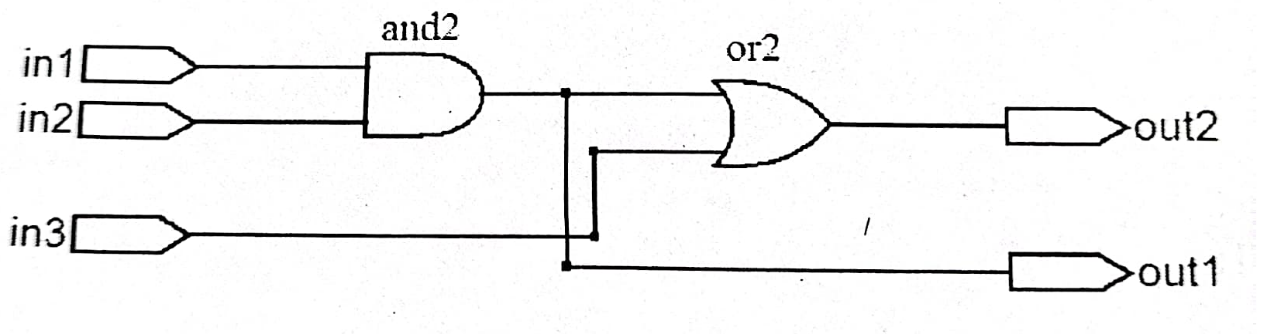 and2
or2
in1
in2
out2
in3
out1